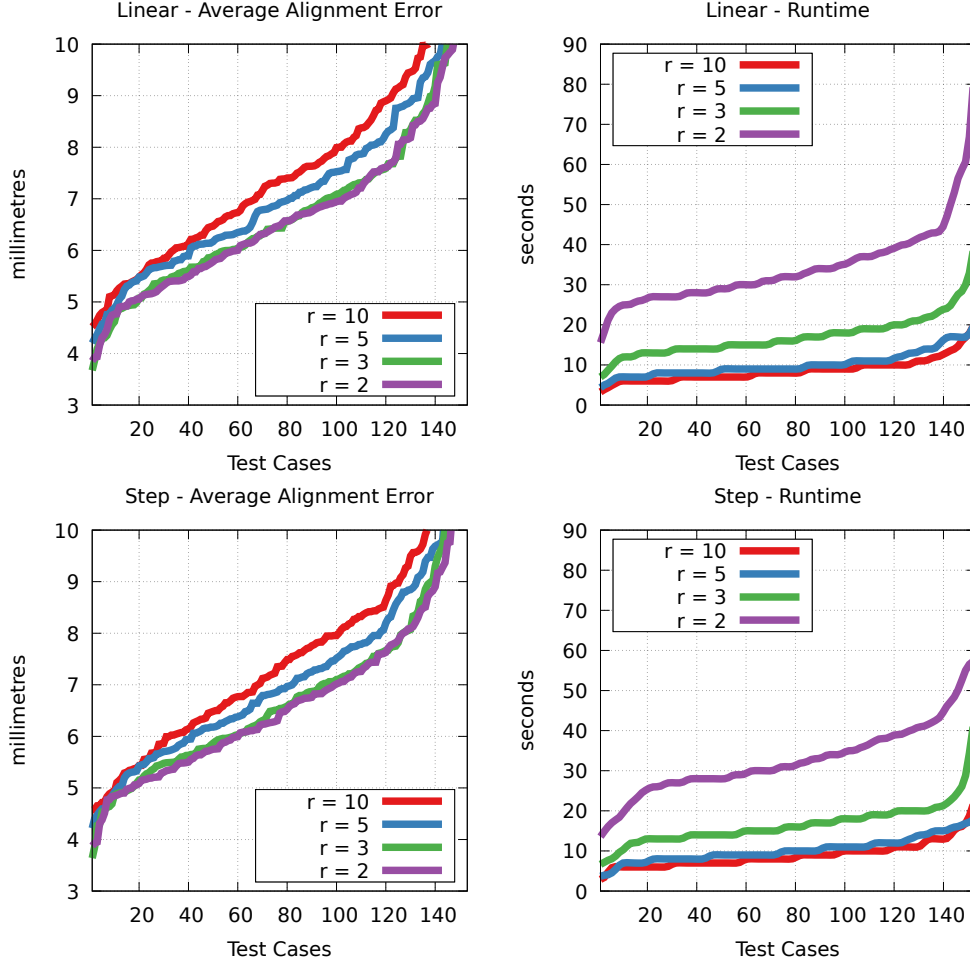 Linear - Average Alignment Error
10
9
8
7
6
5
4
3
millimetres
r = 10
r = 5
r = 3
r = 2
20 40 60 80 100 120 140
Test Cases
Linear - Runtime
90
80
70
60
50
40
30
20
10
0
seconds
r = 10
r = 5
r = 3
r = 2
20 40 60 80 100 120 140
Test Cases
Step - Average Alignment Error
10
9
8
7
6
5
4
3
millimetres
r = 10
r = 5
r = 3
r = 2
20 40 60 80 100 120 140
Test Cases
Step - Runtime
90
80
70
60
50
40
30
20
10
0
seconds
r = 10
r = 5
r = 3
r = 2
20 40 60 80 100 120 140
Test Cases